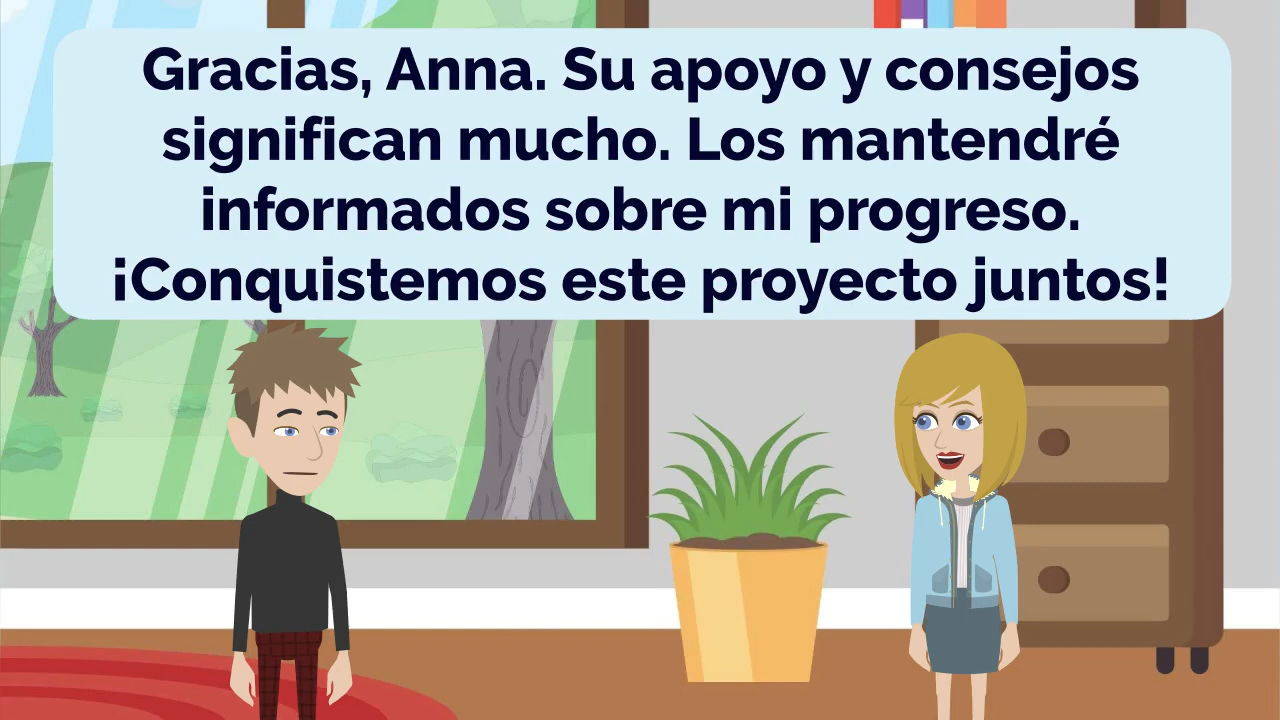 Gracias, Anna. Su apoyo y consejos
significan mucho. Los mantendré
informados sobre mi progreso.
¡Conquistemos este proyecto juntos!